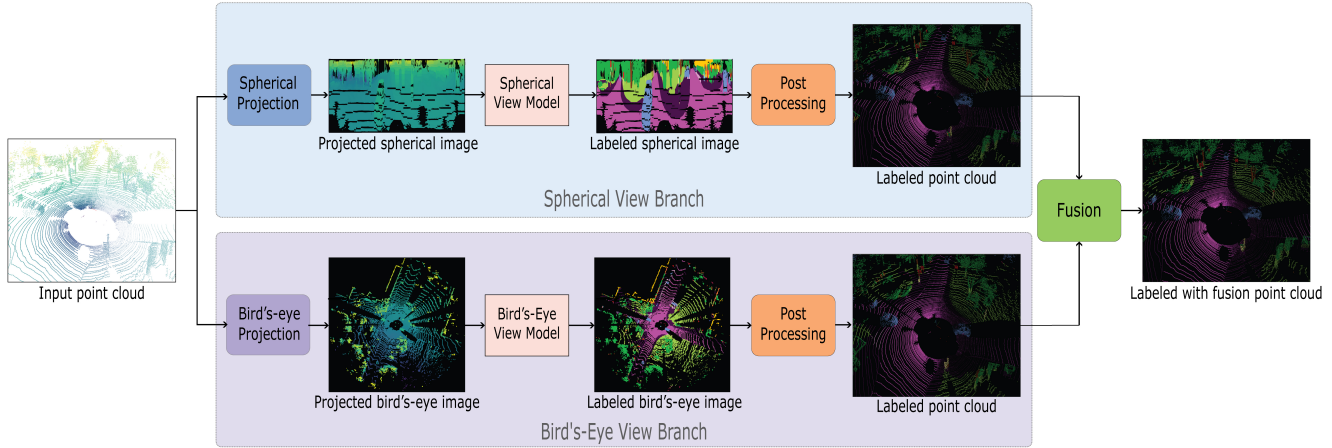 Input point cloud
Spherical
Projection
Projected spherical image
Spherical
View Model
Labeled spherical image
Post
Processing
Labeled point cloud
Spherical View Branch
Bird's-eye
Projection
Projected bird's-eye image
Bird's-Eye
View Model
Labeled bird's-eye image
Post
Processing
Labeled point cloud
Bird's-Eye View Branch
Fusion
Labeled with fusion point cloud